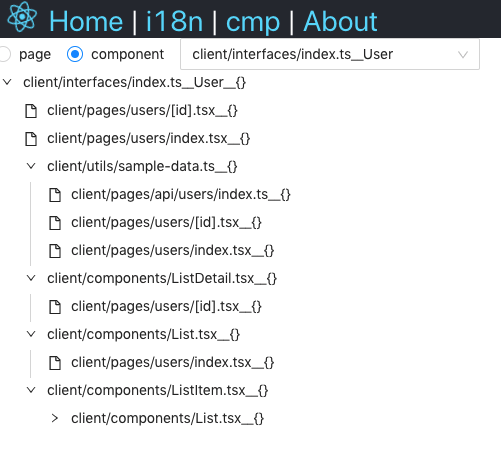 Home | i18n | cmp | About
page component client/interfaces/index.ts__User
client/interfaces/index.ts__User__{}
client/pages/users/[id].tsx__{}
client/pages/users/index.tsx__{}
client/utils/sample-data.ts__{}
client/pages/api/users/index.ts__{}
client/pages/users/[id].tsx__{}
client/pages/users/index.tsx__{}
client/components/ListDetail.tsx__{}
client/pages/users/[id].tsx__{}
client/components/List.tsx__{}
client/pages/users/index.tsx__{}
client/components/ListItem.tsx__{}
client/components/List.tsx__{}